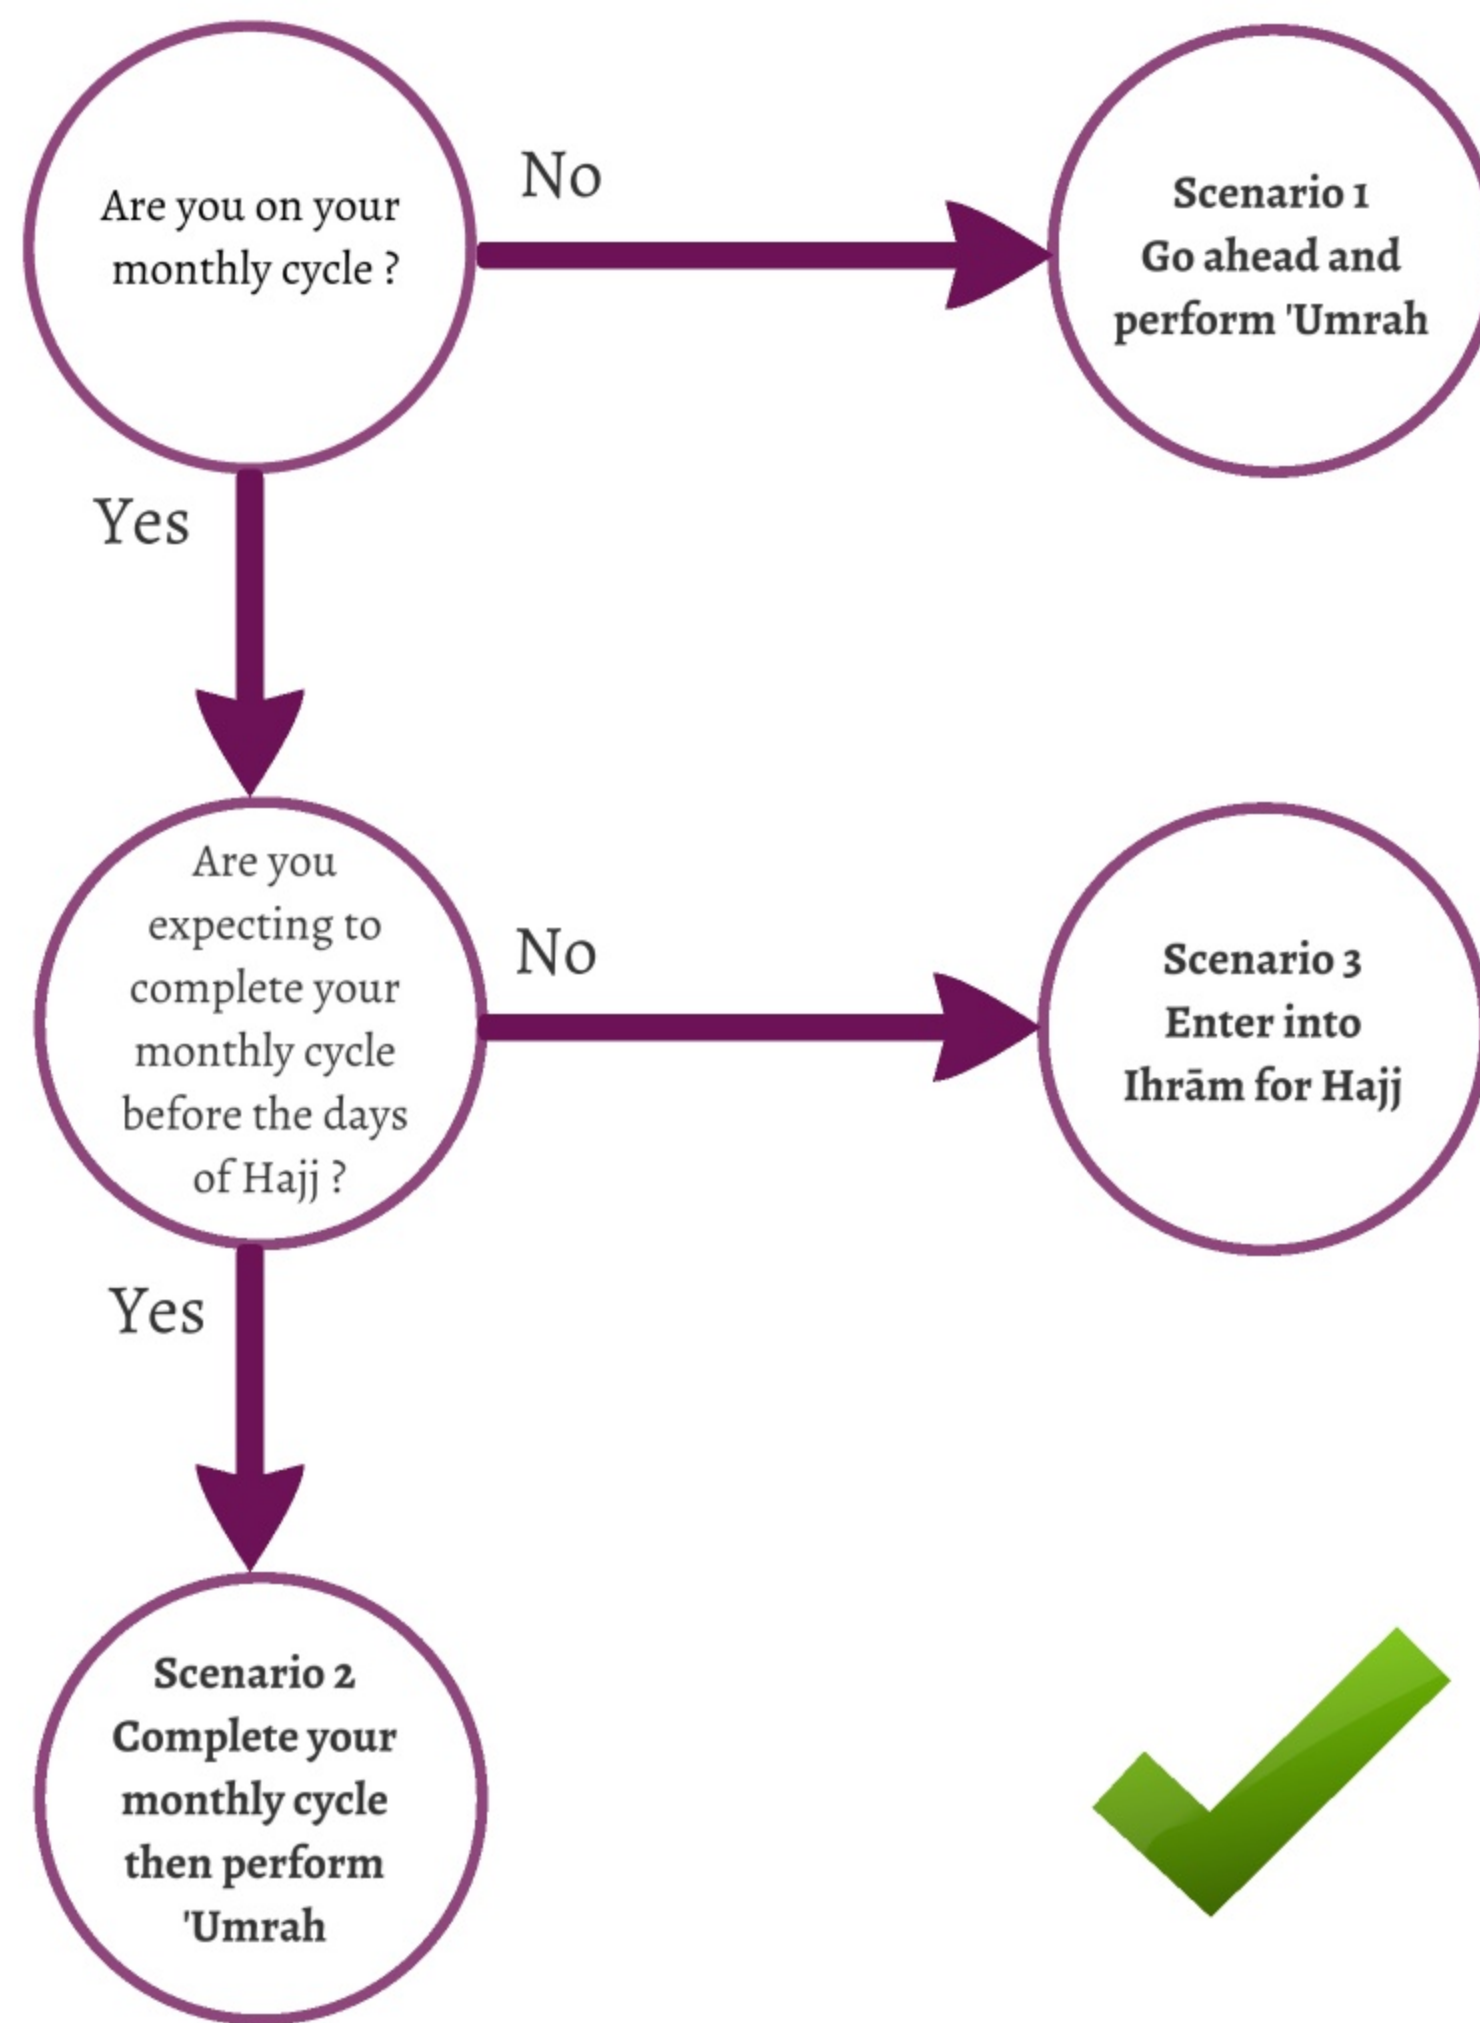 Are you on your
monthly cycle ?
No
Scenario 1
Go ahead and
perform 'Umrah
Yes
Are you
expecting to
complete your
monthly cycle
before the days
of Hajj ?
No
Scenario 3
Enter into
Ihrām for Hajj
Yes
Scenario 2
Complete your
monthly cycle
then perform
'Umrah